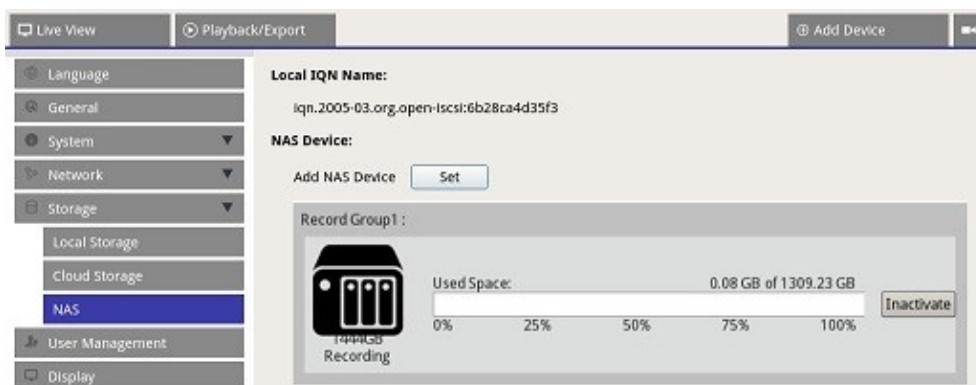 Live View
Playback/Export
Add Device
Language
General
System
Network
Storage
Local Storage
Cloud Storage
NAS
User Management
Display
Local IQN Name:
iqn.2005-03.org.open-iscsi:6b28ca4d35f3
NAS Device:
Add NAS Device Set
Record Group1 :
1444GB
Recording
Used Space: 0.08 GB of 1309.23 GB
0% 25% 50% 75% 100%
Inactivate